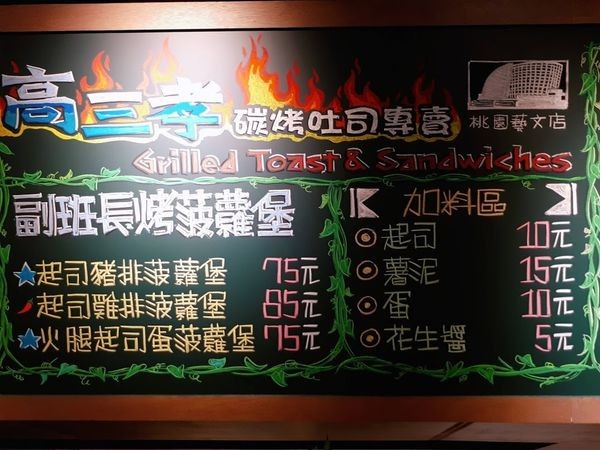 高三孝 碳烤吐司專賣 桃園藝文店
Grilled Toast & Sandwiches
副班長烤菠蘿堡
起司豬排菠蘿堡 75元
起司雞排菠蘿堡 85元
火腿起司蛋菠蘿堡 75元
加料區
起司 10元
薯泥 15元
蛋 10元
花生醬 5元